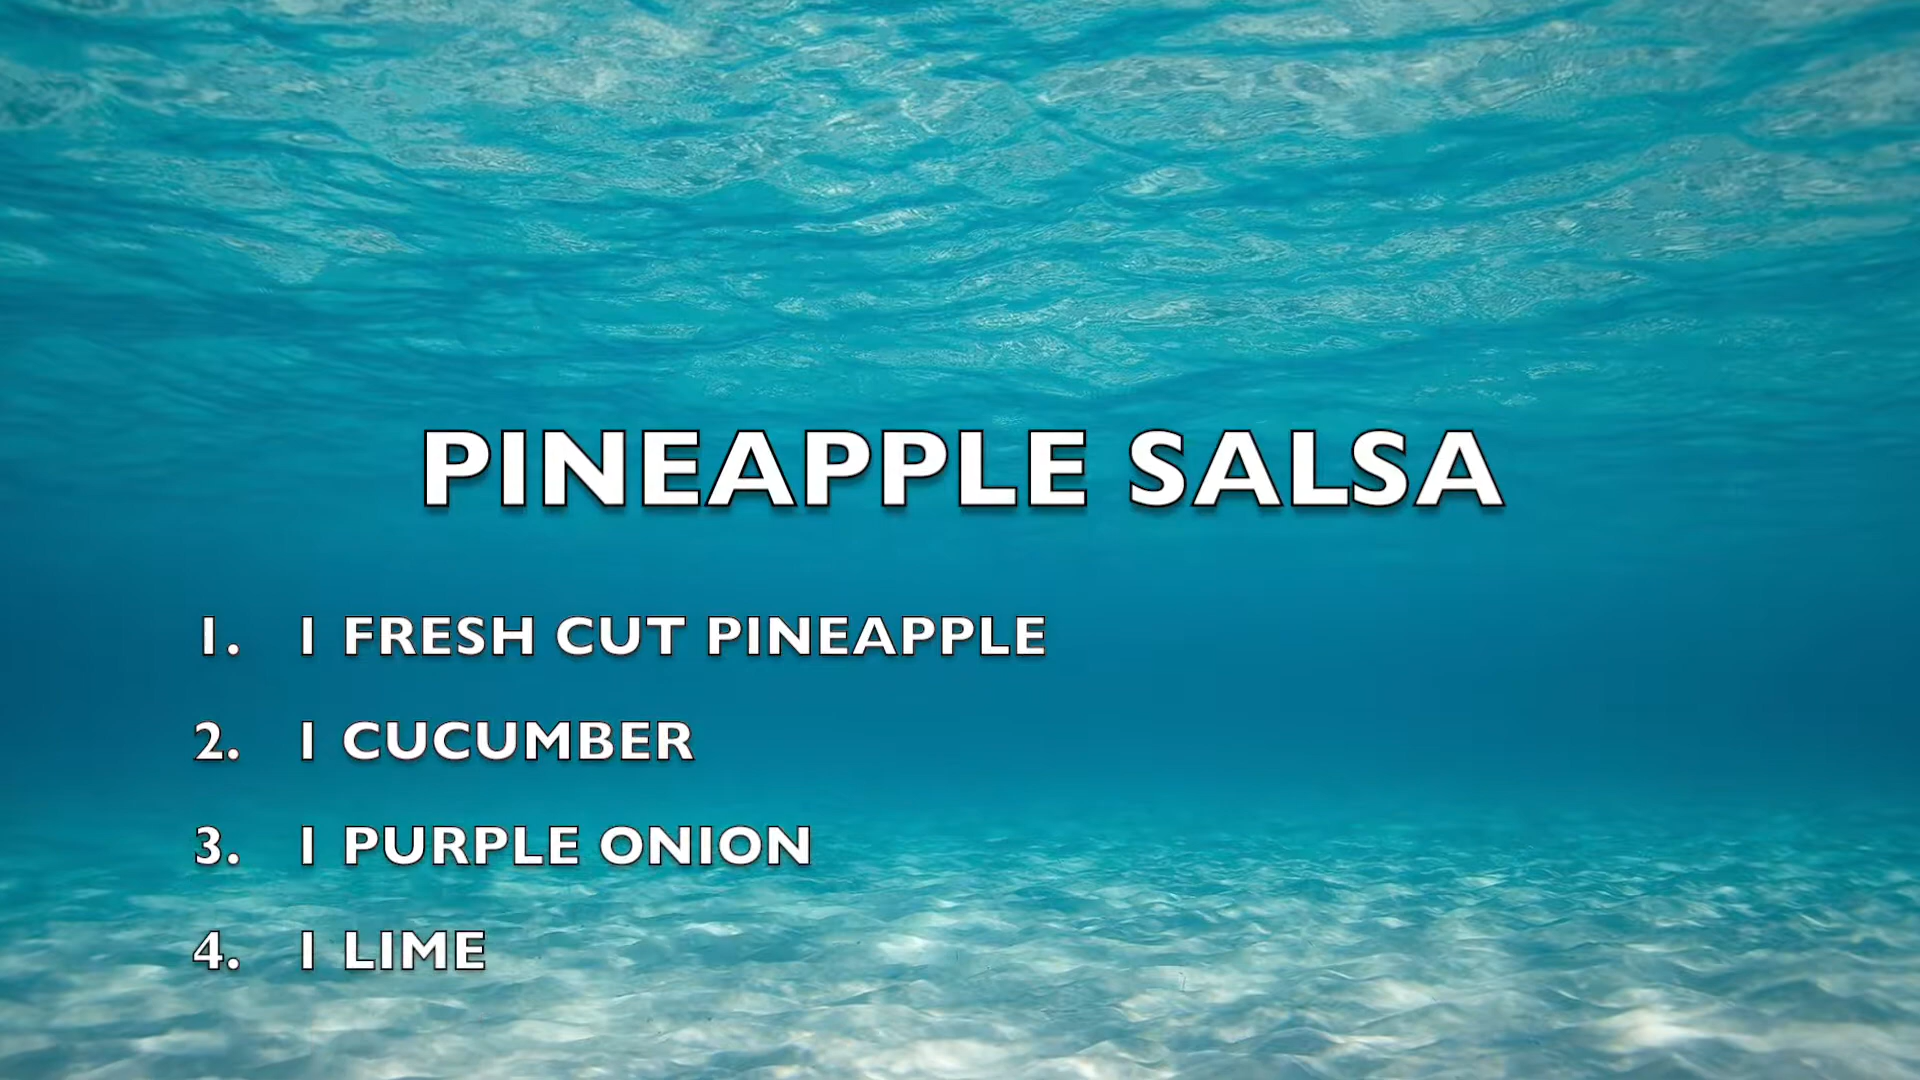 PINEAPPLE SALSA
1. 1 FRESH CUT PINEAPPLE
2. 1 CUCUMBER
3. 1 PURPLE ONION
4. 1 LIME